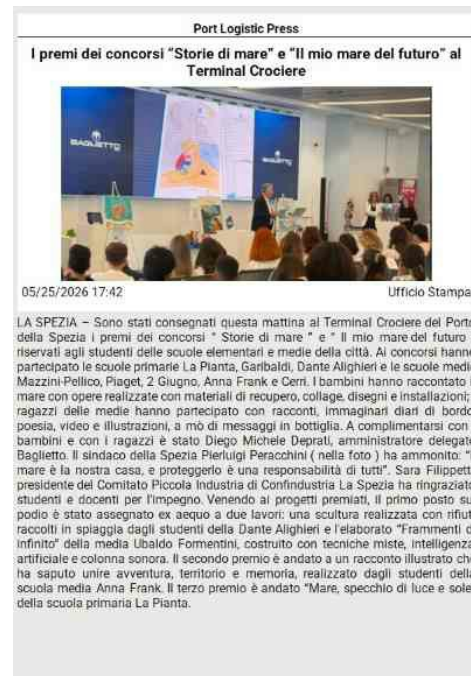 Port Logistic Press
I premi dei concorsi “Storie di mare” e “Il mio mare del futuro” al
Terminal Crociere
BAGLIETTO
BAGLIETTO
05/25/2026 17:42
Ufficio Stampa
LA SPEZIA – Sono stati consegnati questa mattina al Terminal Crociere del Porto
della Spezia i premi dei concorsi “ Storie di mare ” e “ Il mio mare del futuro
riservati agli studenti delle scuole elementari e medie della città. Ai concorsi hanno
partecipato le scuole primarie La Pianta, Garibaldi, Dante Alighieri e le scuole medie
Mazzini-Pellico, Piaget, 2 Giugno, Anna Frank e Cerri. I bambini hanno raccontato i
mare con opere realizzate con materiali di recupero, collage, disegni e installazioni;
ragazzi delle medie hanno partecipato con racconti, immaginari diari di bordo
poesia, video e illustrazioni, a mò di messaggi in bottiglia. A complimentarsi con
bambini e con i ragazzi è stato Diego Michele Deprati, amministratore delegato
Baglietto. Il sindaco della Spezia Pierluigi Peracchini ( nella foto ) ha ammonito: “I
mare è la nostra casa, e proteggerlo è una responsabilità di tutti”. Sara Filippett
presidente del Comitato Piccola Industria di Confindustria La Spezia ha ringraziato
studenti e docenti per l’impegno. Venendo ai progetti premiati, il primo posto su
podio è stato assegnato ex aequo a due lavori: una scultura realizzata con rifiut
raccolti in spiaggia dagli studenti della Dante Alighieri e l’elaborato “Frammenti d
infinito” della media Ubaldo Formentini, costruito con tecniche miste, intelligenza
artificiale e colonna sonora. Il secondo premio è andato a un racconto illustrato che
ha saputo unire avventura, territorio e memoria, realizzato dagli studenti della
scuola media Anna Frank. Il terzo premio è andato “Mare, specchio di luce e sole
della scuola primaria La Pianta.